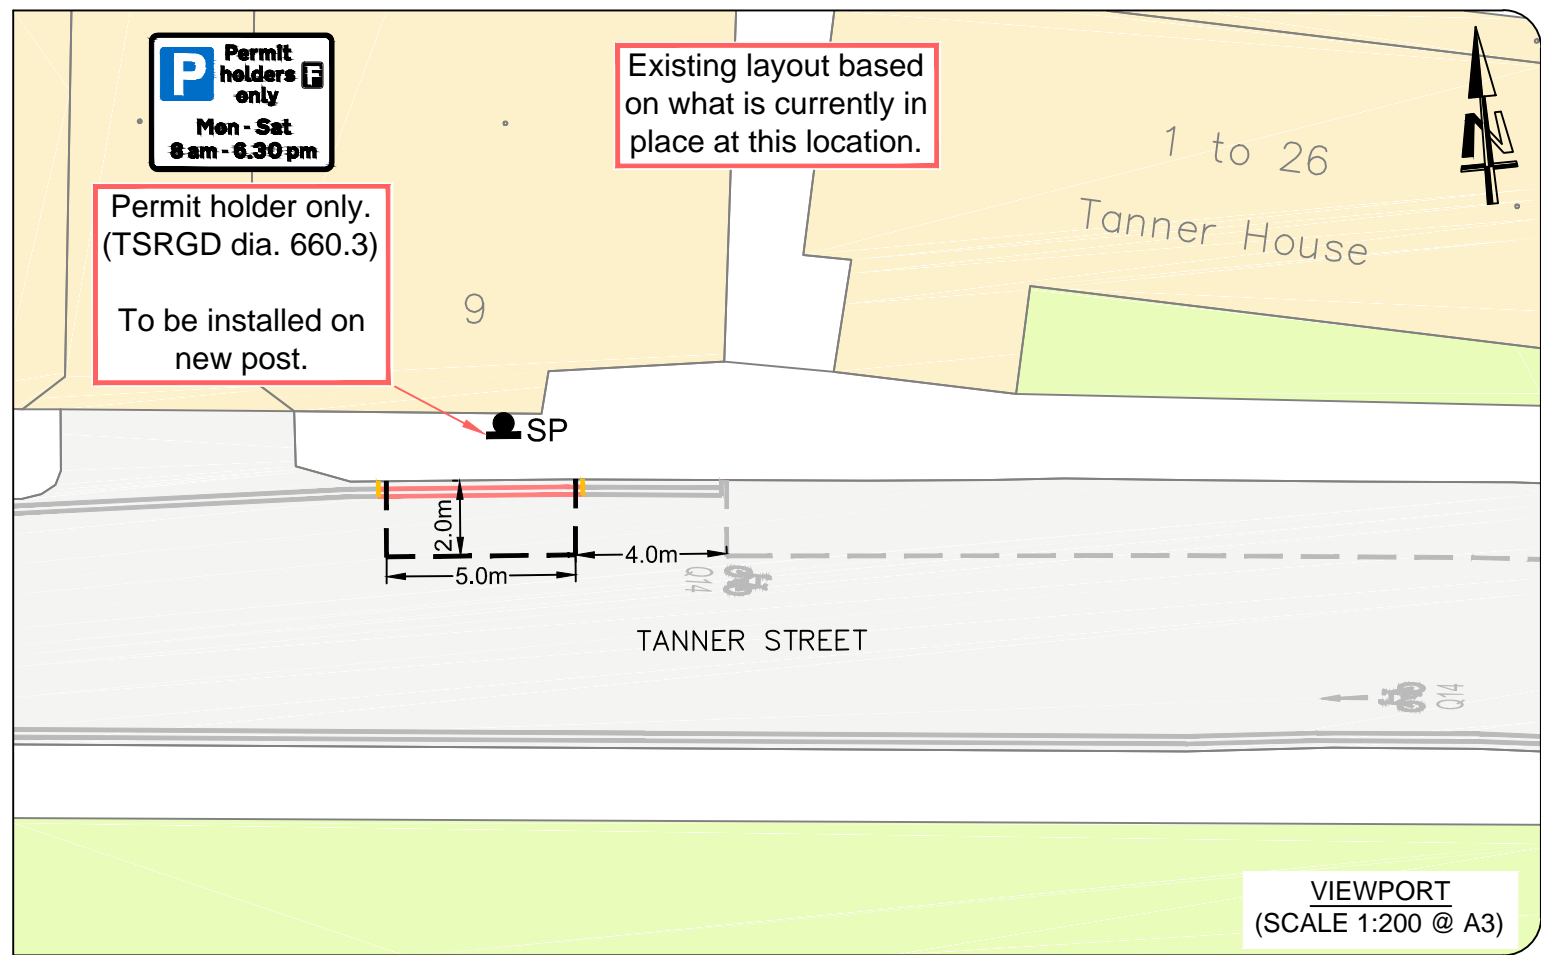 P
Permit
holders F
only
Mon - Sat
8 am - 6.30 pm
Existing layout based
on what is currently in
place at this location.
N
1 to 26
Tanner House
Permit holder only.
(TSRGD dia. 660.3)
To be installed on
new post.
9
SP
2.0m
5.0m
4.0m
Q14
TANNER STREET
Q14
VIEWPORT
(SCALE 1:200 @ A3)